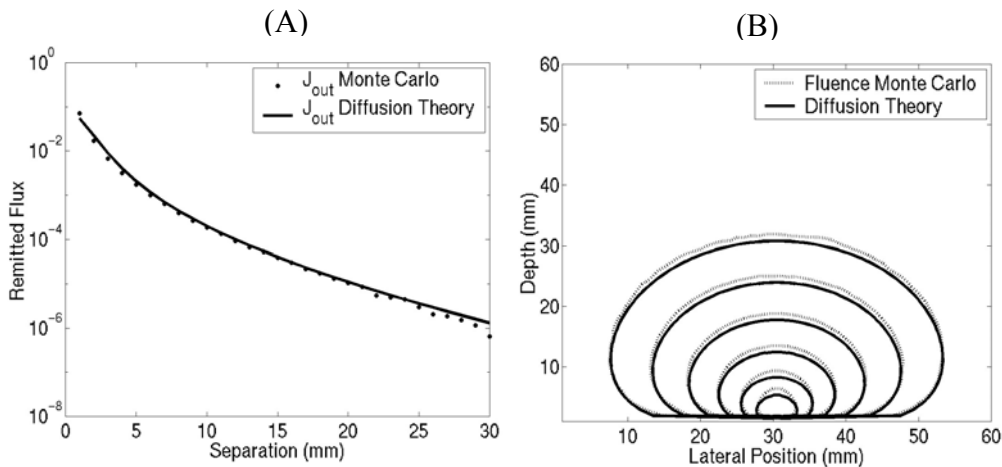 (A)
10^0
10^-2
10^-4
10^-6
10^-8
Remitted Flux
J_out Monte Carlo
J_out Diffusion Theory
0 5 10 15 20 25 30
Separation (mm)
(B)
60
50
40
30
20
10
Depth (mm)
Fluence Monte Carlo
Diffusion Theory
10 20 30 40 50 60
Lateral Position (mm)